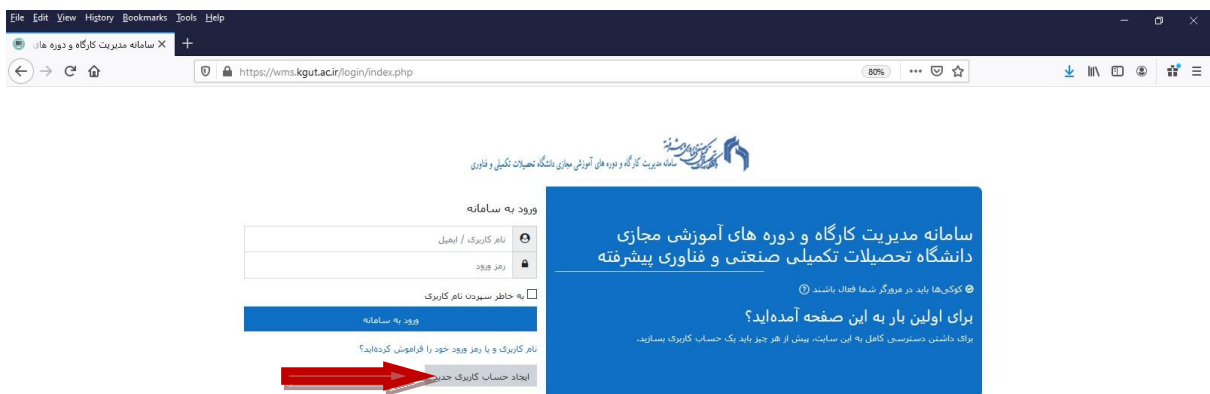 File Edit View History Bookmarks Tools Help
سامانه مدیریت کارگاه و دوره های
https://wms.kgut.ac.ir/login/index.php
80%
سامانه مدیریت کارگاه و دوره های آموزشی مجازی دانشگاه تحصیلات تکمیلی و فناوری
سامانه مدیریت کارگاه و دوره های آموزشی مجازی
دانشگاه تحصیلات تکمیلی صنعتی و فناوری پیشرفته
کوکی‌ها باید در مرورگر شما فعال باشند
برای اولین بار به این صفحه آمده‌اید؟
برای داشتن دسترسی کامل به این سایت، پیش از هر چیز باید یک حساب کاربری بسازید.
ورود به سامانه
نام کاربری / ایمیل
رمز ورود
به خاطر سپردن نام کاربری
ورود به سامانه
نام کاربری و یا رمز ورود خود را فراموش کرده‌اید؟
ایجاد حساب کاربری جدید